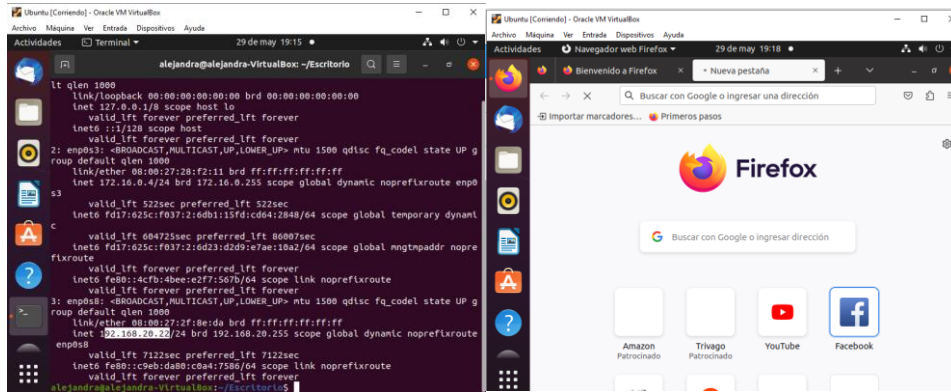 Ubuntu [Corriendo] - Oracle VM VirtualBox
Archivo Máquina Ver Entrada Dispositivos Ayuda
Actividades Terminal 29 de may 19:15
alejandra@alejandra-VirtualBox: ~/Escritorio
lt qlen 1000
link/loopback 00:00:00:00:00:00 brd 00:00:00:00:00:00
inet 127.0.0.1/8 scope host lo
valid_lft forever preferred_lft forever
inet6 ::1/128 scope host
valid_lft forever preferred_lft forever
2: enp0s3: <BROADCAST,MULTICAST,UP,LOWER_UP> mtu 1500 qdisc fq_codel state UP g
roup default qlen 1000
link/ether 08:00:27:28:f2:11 brd ff:ff:ff:ff:ff:ff
inet 172.16.0.4/24 brd 172.16.0.255 scope global dynamic noprefixroute enp0
s3
valid_lft 522sec preferred_lft 522sec
inet6 fd17:625c:f037:2:6db1:15fd:cd64:2848/64 scope global temporary dynami
c
valid_lft 604725sec preferred_lft 86007sec
inet6 fd17:625c:f037:2:6d23:d2d9:e7ae:10a2/64 scope global mngtmpaddr nopre
fixroute
valid_lft forever preferred_lft forever
inet6 fe80::4cfb:4bee:e2f7:567b/64 scope link noprefixroute
valid_lft forever preferred_lft forever
3: enp0s8: <BROADCAST,MULTICAST,UP,LOWER_UP> mtu 1500 qdisc fq_codel state UP g
roup default qlen 1000
link/ether 08:00:27:2f:8e:da brd ff:ff:ff:ff:ff:ff
inet 192.168.20.22/24 brd 192.168.20.255 scope global dynamic noprefixroute
enp0s8
valid_lft 7122sec preferred_lft 7122sec
inet6 fe80::c9eb:da80:c0a4:7586/64 scope link noprefixroute
valid_lft forever preferred_lft forever
alejandra@alejandra-VirtualBox:~/Escritorio$
Ubuntu [Corriendo] - Oracle VM VirtualBox
Archivo Máquina Ver Entrada Dispositivos Ayuda
Actividades Navegador web Firefox 29 de may 19:18
Bienvenido a Firefox Nueva pestaña
Buscar con Google o ingresar una dirección
Importar marcadores... Primeros pasos
Firefox
Buscar con Google o ingresar dirección
Amazon Trivago YouTube Facebook
Patrocinado Patrocinado